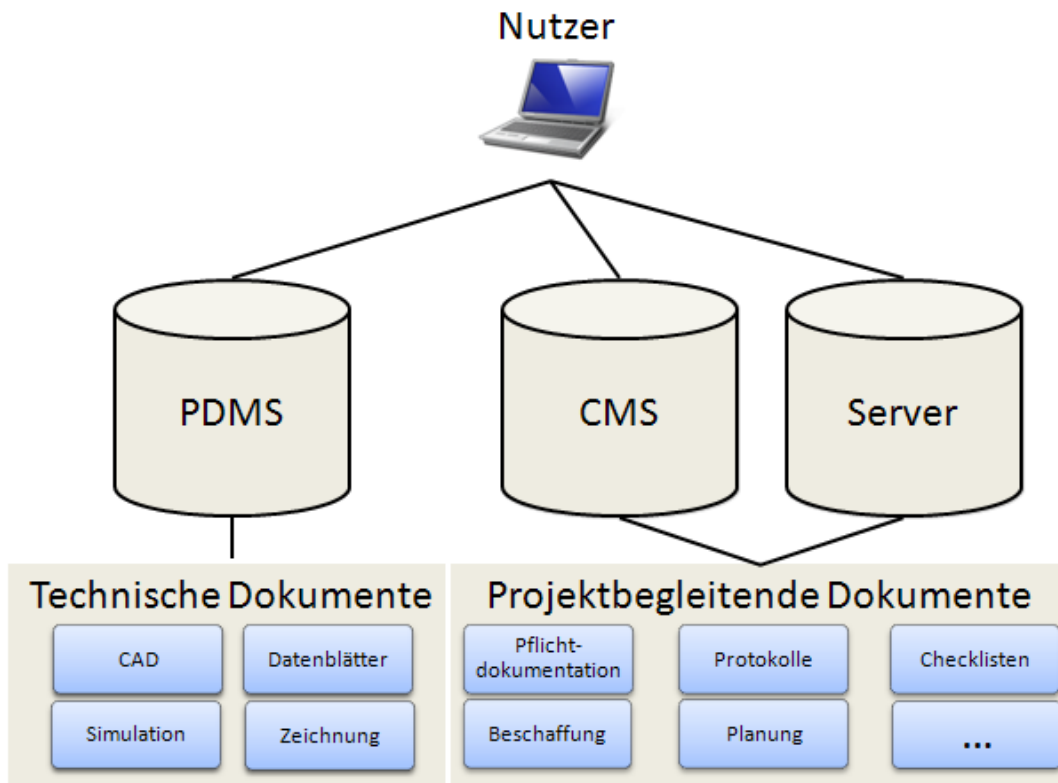 Nutzer
PDMS
CMS
Server
Technische Dokumente
CAD
Datenblätter
Simulation
Zeichnung
Projektbegleitende Dokumente
Pflicht-
dokumentation
Protokolle
Checklisten
Beschaffung
Planung
...